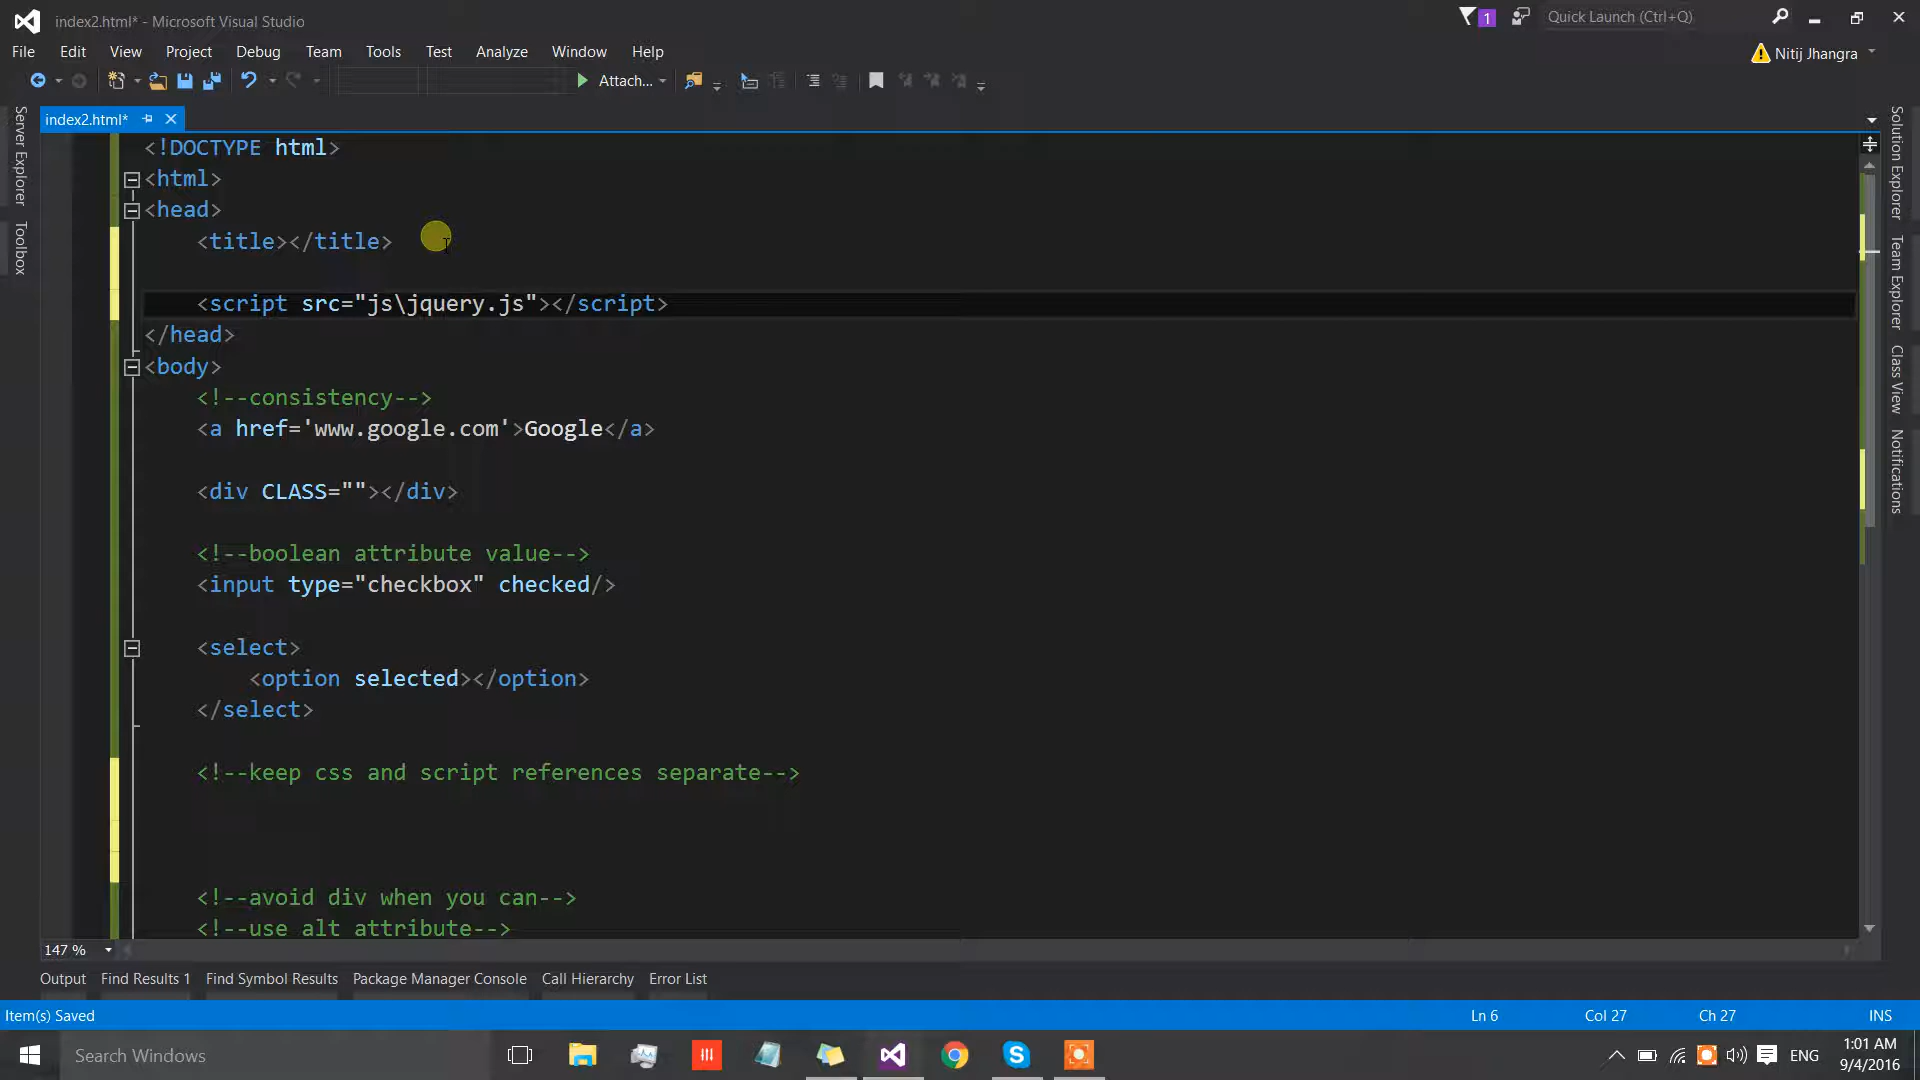 index2.html* - Microsoft Visual Studio
1
Quick Launch (Ctrl+Q)
File Edit View Project Debug Team Tools Test Analyze Window Help
Nitij Jhangra
Attach...
index2.html*
Server Explorer
Toolbox
<!DOCTYPE html>
<html>
<head>
<title></title>
<script src="js\jquery.js"></script>
</head>
<body>
<!--consistency-->
<a href='www.google.com'>Google</a>
<div CLASS=""></div>
<!--boolean attribute value-->
<input type="checkbox" checked/>
<select>
<option selected></option>
</select>
<!--keep css and script references separate-->
<!--avoid div when you can-->
<!--use alt attribute-->
Solution Explorer
Team Explorer
Class View
Notifications
147 %
Output Find Results 1 Find Symbol Results Package Manager Console Call Hierarchy Error List
Item(s) Saved Ln 6 Col 27 Ch 27 INS
Search Windows
ENG
1:01 AM
9/4/2016